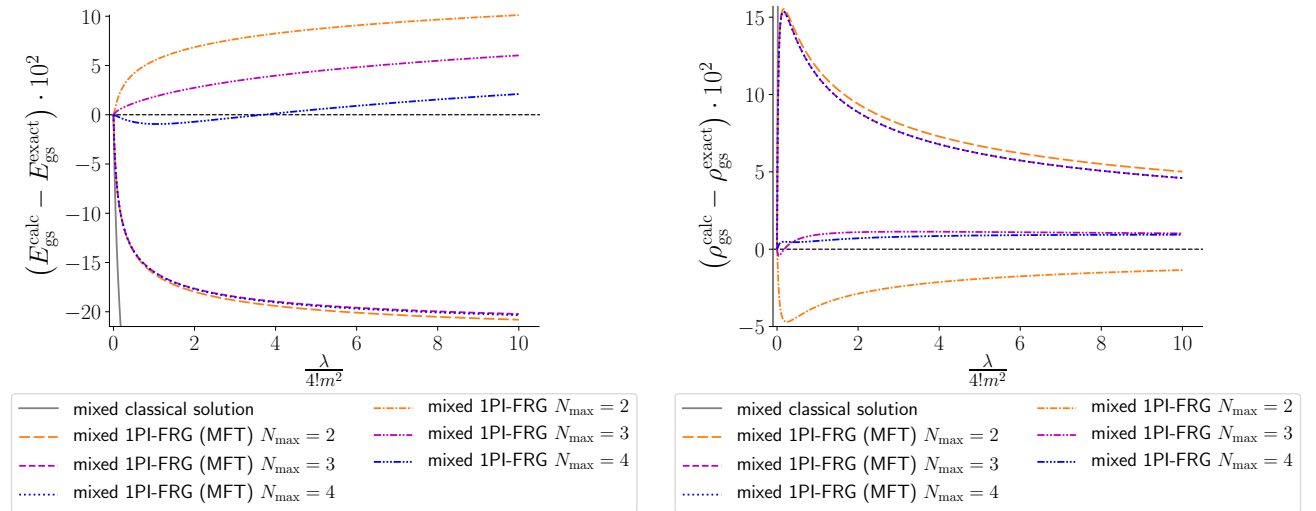 (E_gs^calc − E_gs^exact) · 10^2
10
5
0
−5
−10
−15
−20
0 2 4 6 8 10
λ/4!m^2
mixed classical solution
mixed 1PI-FRG (MFT) N_max = 2
mixed 1PI-FRG (MFT) N_max = 3
mixed 1PI-FRG (MFT) N_max = 4
mixed 1PI-FRG N_max = 2
mixed 1PI-FRG N_max = 3
mixed 1PI-FRG N_max = 4
(ρ_gs^calc − ρ_gs^exact) · 10^2
15
10
5
0
−5
0 2 4 6 8 10
λ/4!m^2
mixed classical solution
mixed 1PI-FRG (MFT) N_max = 2
mixed 1PI-FRG (MFT) N_max = 3
mixed 1PI-FRG (MFT) N_max = 4
mixed 1PI-FRG N_max = 2
mixed 1PI-FRG N_max = 3
mixed 1PI-FRG N_max = 4